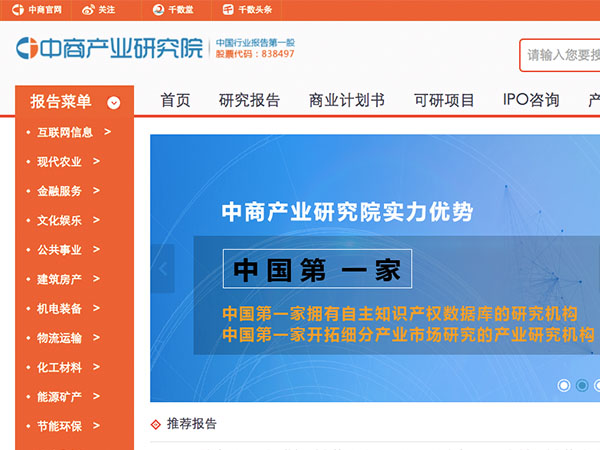 中商官网 关注 千数堂 千数头条
中商产业研究院
中国行业报告第一股
股票代码：838497
请输入您要搜
报告菜单
首页 研究报告 商业计划书 可研项目 IPO咨询 产
互联网信息 >
现代农业 >
金融服务 >
文化娱乐 >
公共事业 >
建筑房产 >
机电装备 >
物流运输 >
化工材料 >
能源矿产 >
节能环保 >
中商产业研究院实力优势
中国第一家
中国第一家拥有自主知识产权数据库的研究机构
中国第一家开拓细分产业市场研究的产业研究机构
推荐报告